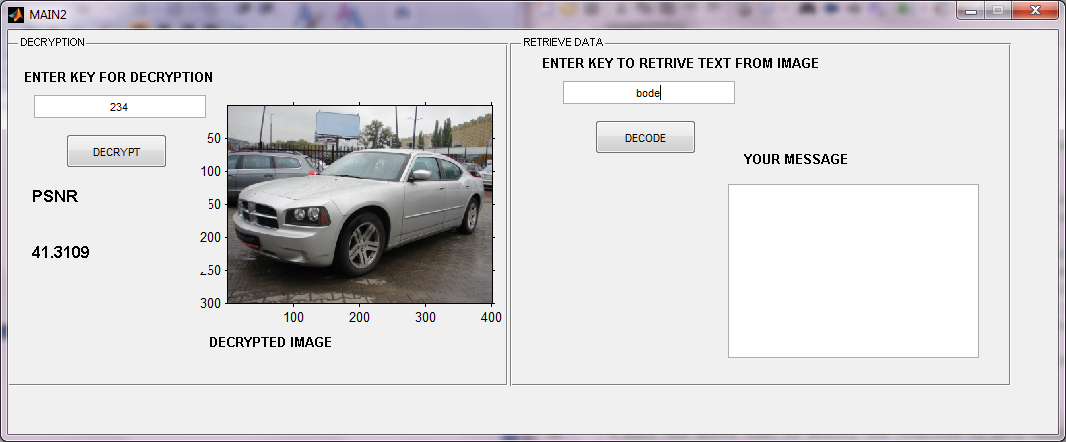 MAIN2
DECRYPTION
ENTER KEY FOR DECRYPTION
234
DECRYPT
PSNR
41.3109
50
100
50
200
50
300
100 200 300 400
DECRYPTED IMAGE
RETRIEVE DATA
ENTER KEY TO RETRIVE TEXT FROM IMAGE
bode
DECODE
YOUR MESSAGE